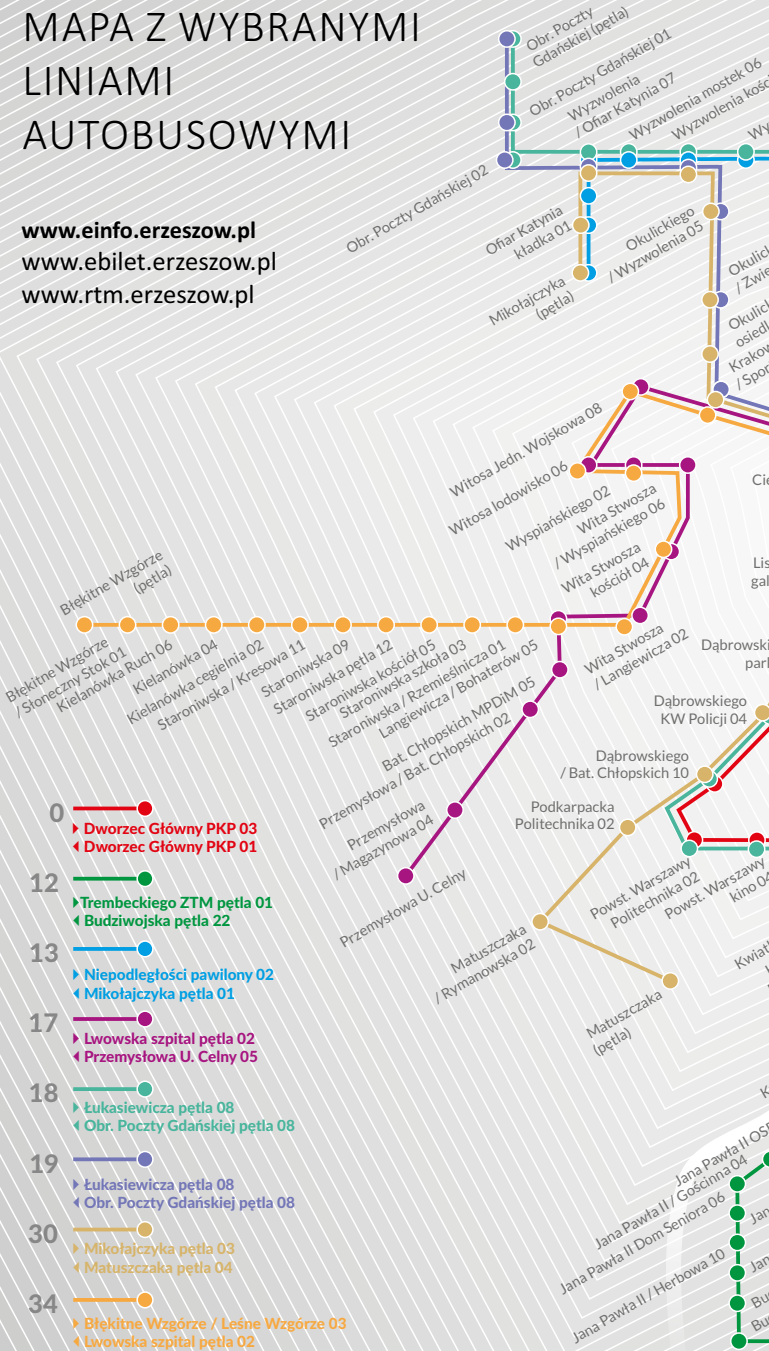 MAPA Z WYBRANYMI
LINIAMI
AUTOBUSOWYMI
www.einfo.erzeszow.pl
www.ebilet.erzeszow.pl
www.rtm.erzeszow.pl
Obr. Poczty
Gdańskiej (pętla)
Obr. Poczty Gdańskiej 01
Wyzwolenia
/ Ofiar Katynia 07
Wyzwolenia mostek 06
Wyzwolenia
Obr. Poczty Gdańskiej 02
Ofiar Katynia
kładka 01
Mikołajczyka
(pętla)
Okulickiego
/ Wyzwolenia 05
Witosa Jedn. Wojskowa 08
Witosa lodowisko 06
Wyspiańskiego 02
Wita Stwosza
/ Wyspiańskiego 06
Wita Stwosza
kościół 04
Wita Stwosza
/ Langiewicza 02
Błękitne Wzgórze
(pętla)
Błękitne Wzgórze
/ Słoneczny Stok 01
Kielanówka Ruch 06
Kielanówka 04
Kielanówka cegielnia 02
Staroniwska / Kresowa 11
Staroniwska 09
Staroniwska pętla 12
Staroniwska kościół 05
Staroniwska szkoła 03
Staroniwska / Rzemieślnicza 01
Langiewicza / Bohaterów 05
Bat. Chłopskich MPDiM 05
Przemysłowa / Bat. Chłopskich 02
Przemysłowa
/ Magazynowa 04
Przemysłowa U. Celny
Dąbrowskiego
KW Policji 04
Dąbrowskiego
/ Bat. Chłopskich 10
Podkarpacka
Politechnika 02
Powst. Warszawy
Politechnika 02
Powst. Warszawy
kino 04
Matuszczaka
/ Rymanowska 02
Matuszczaka
(pętla)
Jana Pawła II OSP
Jana Pawła II / Gościnna 04
Jana Pawła II Dom Seniora 06
Jana Pawła II / Herbowa 10
0
Dworzec Główny PKP 03
Dworzec Główny PKP 01
12
Trembeckiego ZTM pętla 01
Budziwojska pętla 22
13
Niepodległości pawilony 02
Mikołajczyka pętla 01
17
Lwowska szpital pętla 02
Przemysłowa U. Celny 05
18
Łukasiewicza pętla 08
Obr. Poczty Gdańskiej pętla 08
19
Łukasiewicza pętla 08
Obr. Poczty Gdańskiej pętla 08
30
Mikołajczyka pętla 03
Matuszczaka pętla 04
34
Błękitne Wzgórze / Leśne Wzgórze 03
Lwowska szpital pętla 02